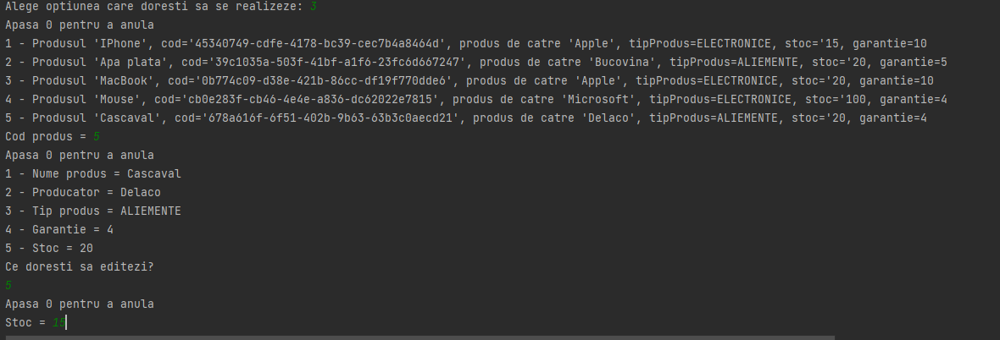 Alege optiunea care doresti sa se realizeze: 3
Apasa 0 pentru a anula
1 - Produsul 'IPhone', cod='45340749-cdfe-4178-bc39-cec7b4a8464d', produs de catre 'Apple', tipProdus=ELECTRONICE, stoc='15, garantie=10
2 - Produsul 'Apa plata', cod='39c1035a-503f-41bf-a1f6-23fc6d667247', produs de catre 'Bucovina', tipProdus=ALIEMENTE, stoc='20, garantie=5
3 - Produsul 'MacBook', cod='0b774c09-d38e-421b-86cc-df19f770dde6', produs de catre 'Apple', tipProdus=ELECTRONICE, stoc='20, garantie=10
4 - Produsul 'Mouse', cod='cb0e283f-cb46-4e4e-a836-dc62022e7815', produs de catre 'Microsoft', tipProdus=ELECTRONICE, stoc='100, garantie=4
5 - Produsul 'Cascaval', cod='678a616f-6f51-402b-9b63-63b3c0aecd21', produs de catre 'Delaco', tipProdus=ALIEMENTE, stoc='20, garantie=4
Cod produs = 5
Apasa 0 pentru a anula
1 - Nume produs = Cascaval
2 - Producator = Delaco
3 - Tip produs = ALIEMENTE
4 - Garantie = 4
5 - Stoc = 20
Ce doresti sa editezi?
5
Apasa 0 pentru a anula
Stoc = 15